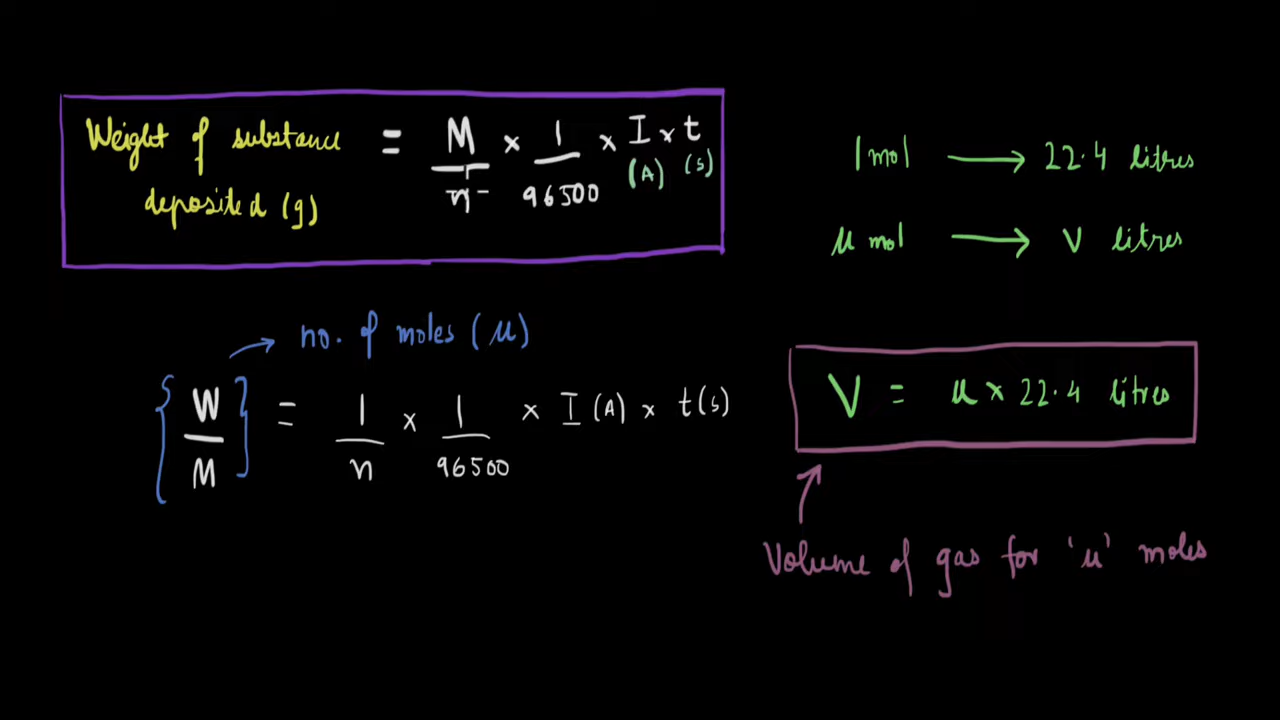 Weight of substance deposited (g) = M/n × 1/96500 × I (A) × t (s)
1 mol → 22.4 litres
μ mol → V litres
no. of moles (μ)
{W/M} = 1/n × 1/96500 × I (A) × t (s)
V = μ × 22.4 litres
Volume of gas for 'μ' moles